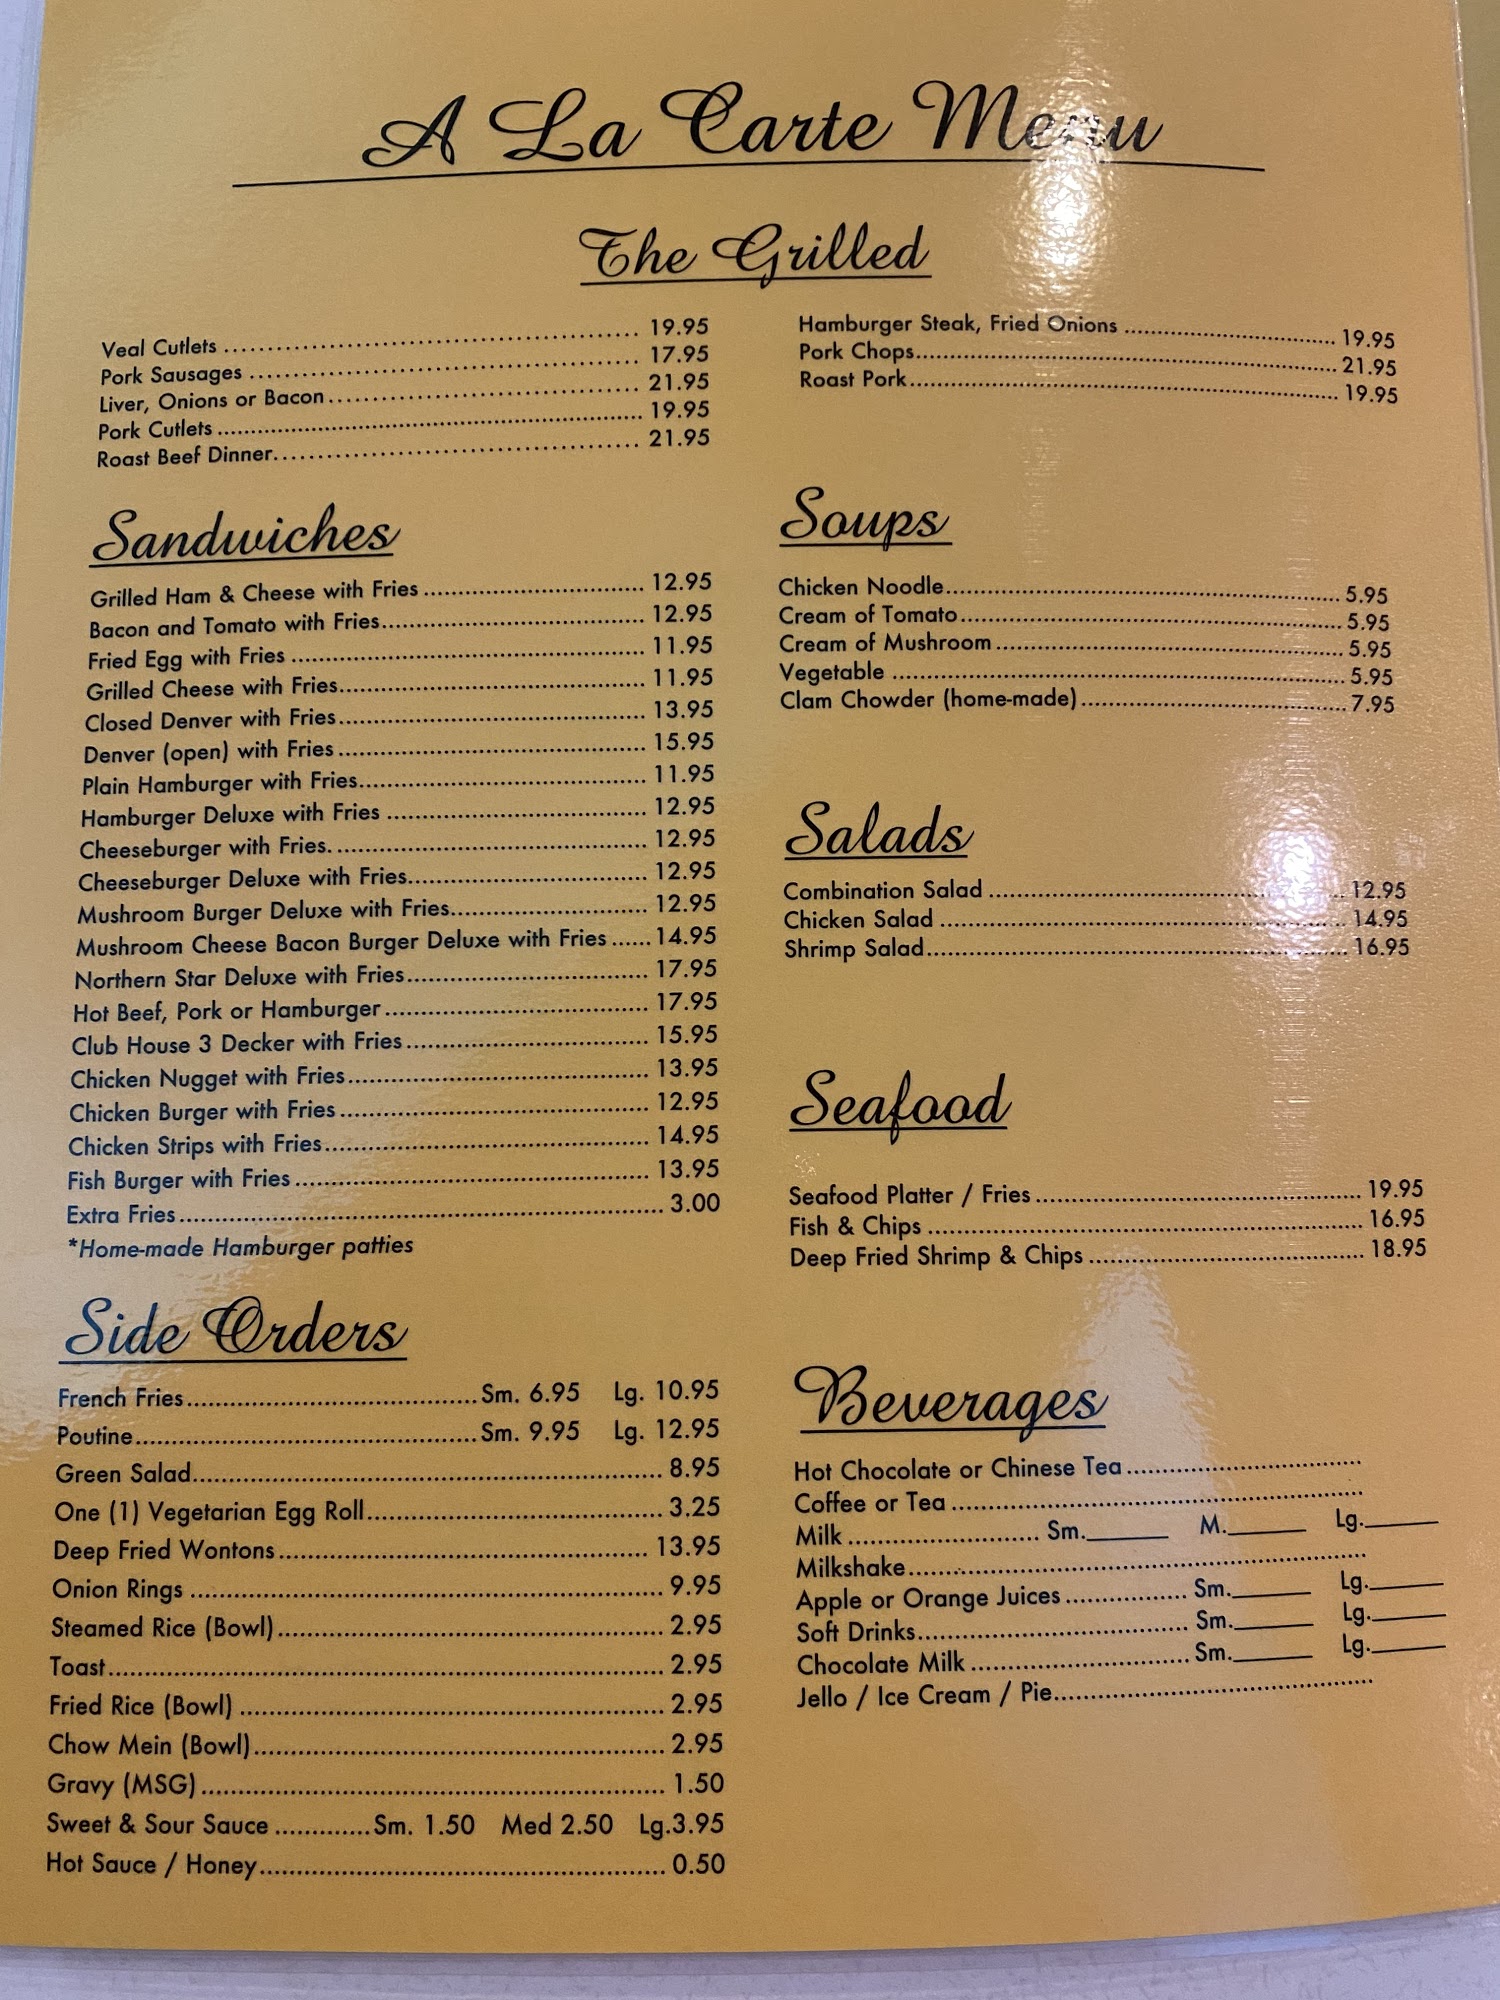 A La Carte Menu
The Grilled
Veal Cutlets ........ 19.95
Pork Sausages ........ 17.95
Liver, Onions or Bacon ........ 21.95
Pork Cutlets ........ 19.95
Roast Beef Dinner ........ 21.95
Hamburger Steak, Fried Onions ........ 19.95
Pork Chops ........ 21.95
Roast Pork ........ 19.95
Sandwiches
Grilled Ham & Cheese with Fries ........ 12.95
Bacon and Tomato with Fries ........ 12.95
Fried Egg with Fries ........ 11.95
Grilled Cheese with Fries ........ 11.95
Closed Denver with Fries ........ 13.95
Denver (open) with Fries ........ 15.95
Plain Hamburger with Fries ........ 11.95
Hamburger Deluxe with Fries ........ 12.95
Cheeseburger with Fries. ........ 12.95
Cheeseburger Deluxe with Fries ........ 12.95
Mushroom Burger Deluxe with Fries ........ 12.95
Mushroom Cheese Bacon Burger Deluxe with Fries ...... 14.95
Northern Star Deluxe with Fries ........ 17.95
Hot Beef, Pork or Hamburger ........ 17.95
Club House 3 Decker with Fries ........ 15.95
Chicken Nugget with Fries ........ 13.95
Chicken Burger with Fries ........ 12.95
Chicken Strips with Fries ........ 14.95
Fish Burger with Fries ........ 13.95
Extra Fries ........ 3.00
*Home-made Hamburger patties
Side Orders
French Fries ........ Sm. 6.95 Lg. 10.95
Poutine ........ Sm. 9.95 Lg. 12.95
Green Salad ........ 8.95
One (1) Vegetarian Egg Roll ........ 3.25
Deep Fried Wontons ........ 13.95
Onion Rings ........ 9.95
Steamed Rice (Bowl) ........ 2.95
Toast ........ 2.95
Fried Rice (Bowl) ........ 2.95
Chow Mein (Bowl) ........ 2.95
Gravy (MSG) ........ 1.50
Sweet & Sour Sauce ........ Sm. 1.50 Med 2.50 Lg.3.95
Hot Sauce / Honey ........ 0.50
Soups
Chicken Noodle ........ 5.95
Cream of Tomato ........ 5.95
Cream of Mushroom ........ 5.95
Vegetable ........ 5.95
Clam Chowder (home-made) ........ 7.95
Salads
Combination Salad ........ 12.95
Chicken Salad ........ 14.95
Shrimp Salad ........ 16.95
Seafood
Seafood Platter / Fries ........ 19.95
Fish & Chips ........ 16.95
Deep Fried Shrimp & Chips ........ 18.95
Beverages
Hot Chocolate or Chinese Tea ........
Coffee or Tea ........
Milk ........ Sm.______ M.______ Lg.______
Milkshake ........
Apple or Orange Juices ........ Sm.______ Lg.______
Soft Drinks ........ Sm.______ Lg.______
Chocolate Milk ........ Sm.______ Lg.______
Jello / Ice Cream / Pie ........